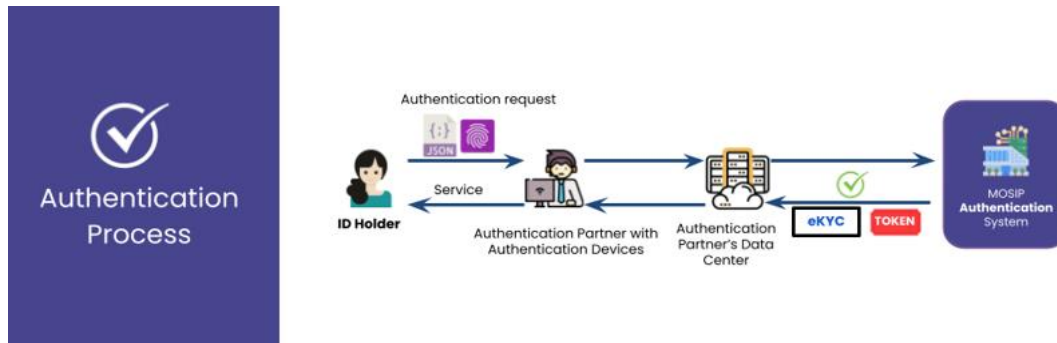 Authentication
Process
Authentication request
{:}
JSON
Service
ID Holder
Authentication Partner with
Authentication Devices
Authentication
Partner's Data
Center
eKYC
TOKEN
MOSIP
Authentication
System